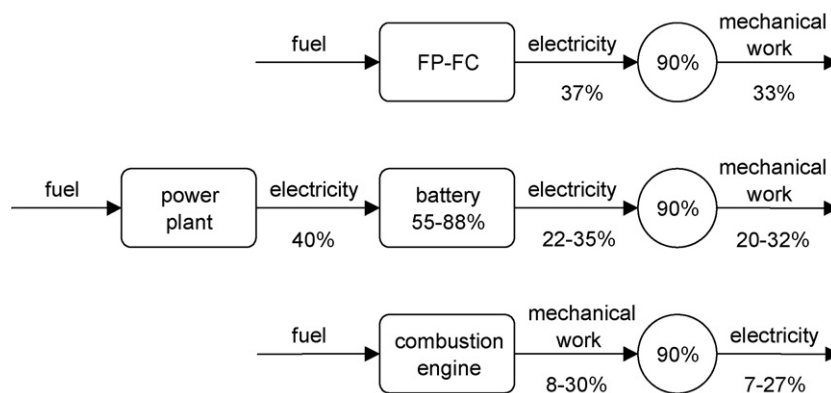 fuel
FP-FC
electricity
37%
90%
mechanical
work
33%
fuel
power
plant
electricity
40%
battery
55-88%
electricity
22-35%
90%
mechanical
work
20-32%
fuel
combustion
engine
mechanical
work
8-30%
90%
electricity
7-27%